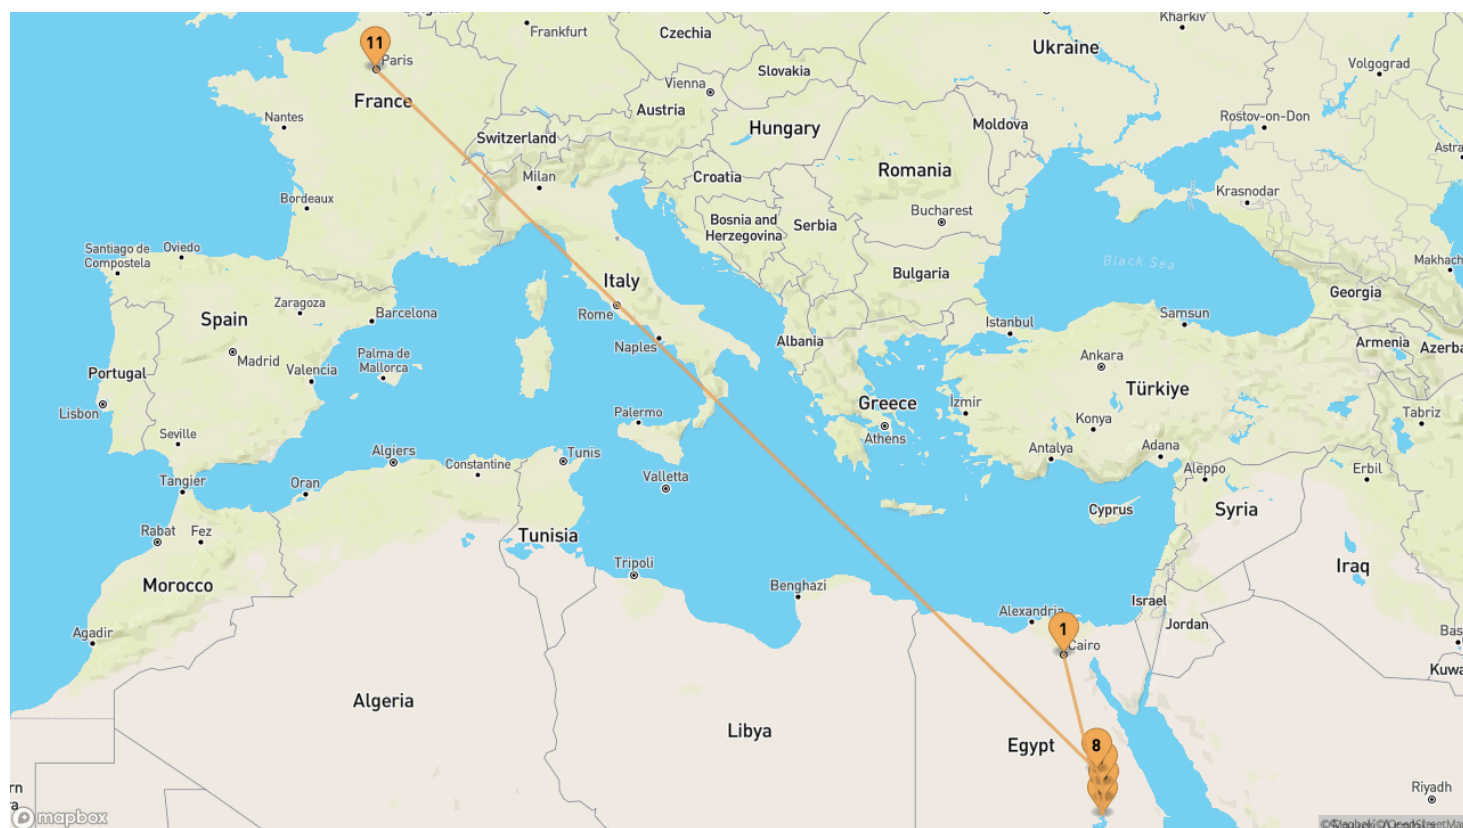 Kharkiv
11
Frankfurt
Czechia
Ukraine
Paris
Slovakia
Volgograd
Vienna
France
Austria
Nantes
Hungary
Moldova
Rostov-on-Don
Switzerland
Milan
Croatia
Romania
Krasnodar
Bordeaux
Bucharest
Bosnia and
Herzegovina
Serbia
Santiago de
Compostela
Oviedo
Black Sea
Bulgaria
Italy
Georgia
Zaragoza
Barcelona
Rome
Spain
Samsun
Istanbul
Naples
Albania
Armenia
Madrid
Palma de
Mallorca
Ankara
Portugal
Valencia
Türkiye
Lisbon
Greece
Izmir
Palermo
Konya
Tabriz
Seville
Athens
Algiers
Tunis
Antalya
Adana
Constantine
Aleppo
Erbil
Tangier
Oran
Valletta
Cyprus
Syria
Rabat
Fez
Tunisia
Tripoli
Iraq
Morocco
Benghazi
Israel
Alexandria
Jordan
Agadir
1
Cairo
Algeria
Libya
Egypt
8
Riyadh
mapbox